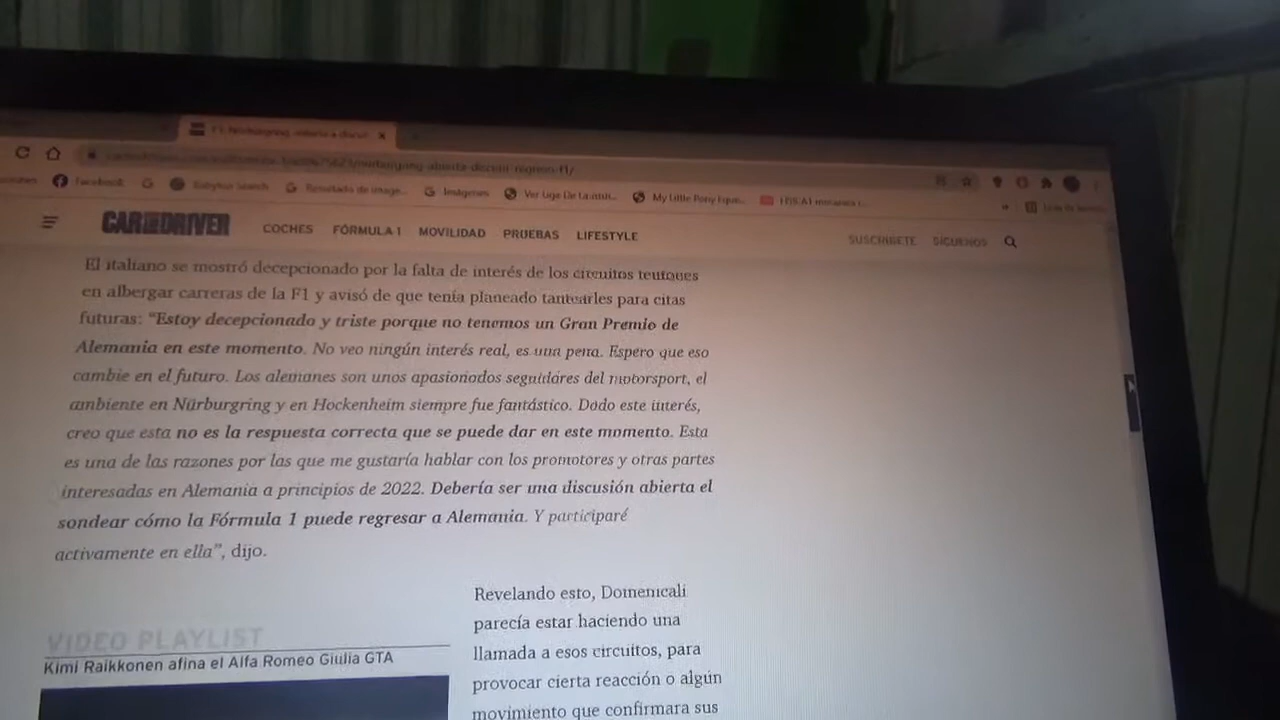 Facebook
Imágenes
My Little Pony
CAR AND DRIVER
COCHES FÓRMULA 1 MOVILIDAD PRUEBAS LIFESTYLE
SUSCRÍBETE SÍGUENOS
El italiano se mostró decepcionado por la falta de interés de los circuitos teutones
en albergar carreras de la F1 y avisó de que tenía planeado tantearles para citas
futuras: “Estoy decepcionado y triste porque no tenemos un Gran Premio de
Alemania en este momento. No veo ningún interés real, es una pena. Espero que eso
cambie en el futuro. Los alemanes son unos apasionados seguidores del motorsport, el
ambiente en Nürburgring y en Hockenheim siempre fue fantástico. Dado este interés,
creo que esta no es la respuesta correcta que se puede dar en este momento. Esta
es una de las razones por las que me gustaría hablar con los promotores y otras partes
interesadas en Alemania a principios de 2022. Debería ser una discusión abierta el
sondear cómo la Fórmula 1 puede regresar a Alemania. Y participaré
activamente en ella”, dijo.
Revelando esto, Domenicali
parecía estar haciendo una
llamada a esos circuitos, para
provocar cierta reacción o algún
movimiento que confirmara sus
VIDEO PLAYLIST
Kimi Raikkonen afina el Alfa Romeo Giulia GTA